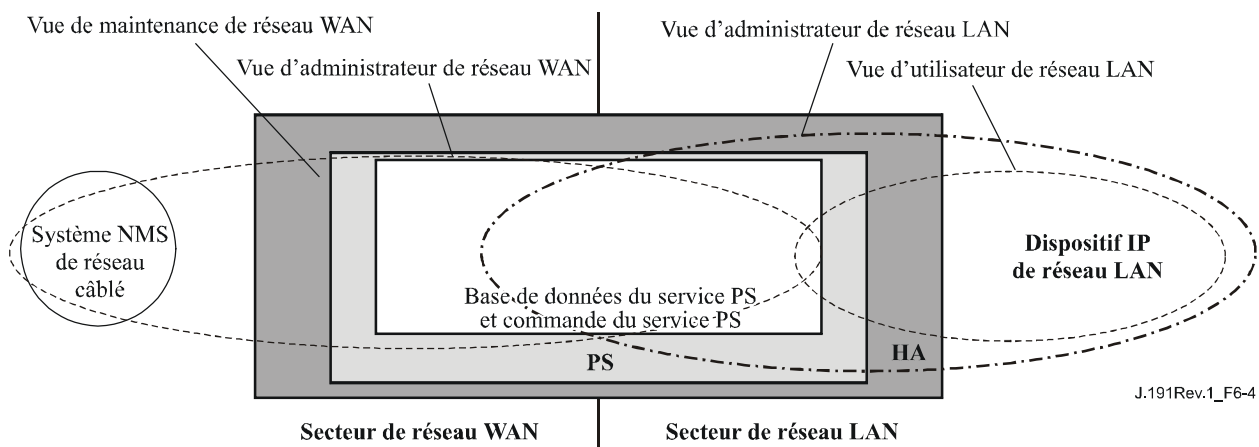 Vue de maintenance de réseau WAN
Vue d'administrateur de réseau WAN
Vue d'administrateur de réseau LAN
Vue d'utilisateur de réseau LAN
Système NMS
de réseau
câblé
Base de données du service PS
et commande du service PS
PS
HA
Dispositif IP
de réseau LAN
J.191Rev.1_F6-4
Secteur de réseau WAN
Secteur de réseau LAN